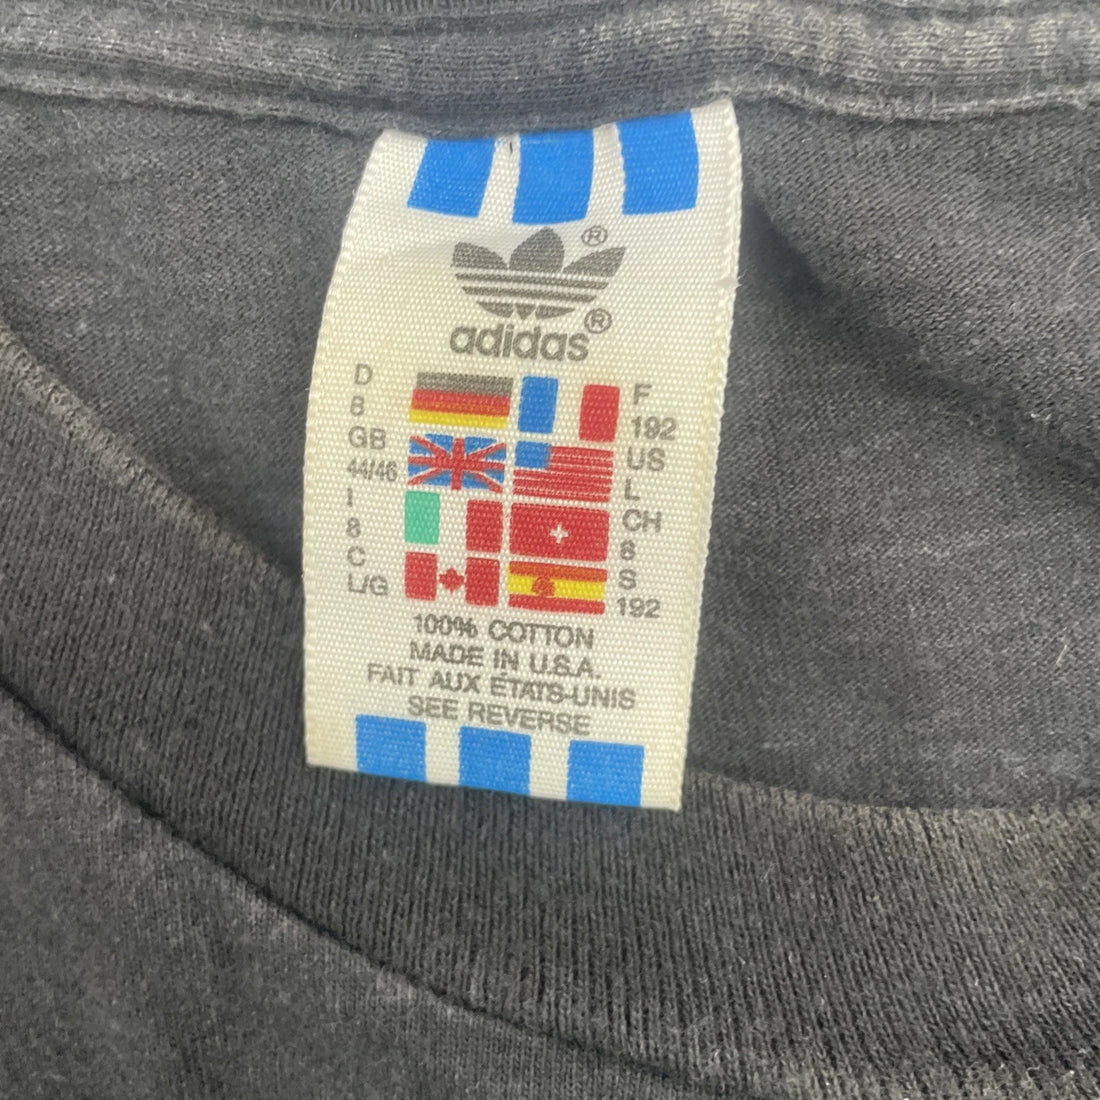 ®
adidas®
D F
8 192
GB US
44/46 L
I CH
8 8
C S
L/G 192
100% COTTON
MADE IN U.S.A.
FAIT AUX ÉTATS-UNIS
SEE REVERSE